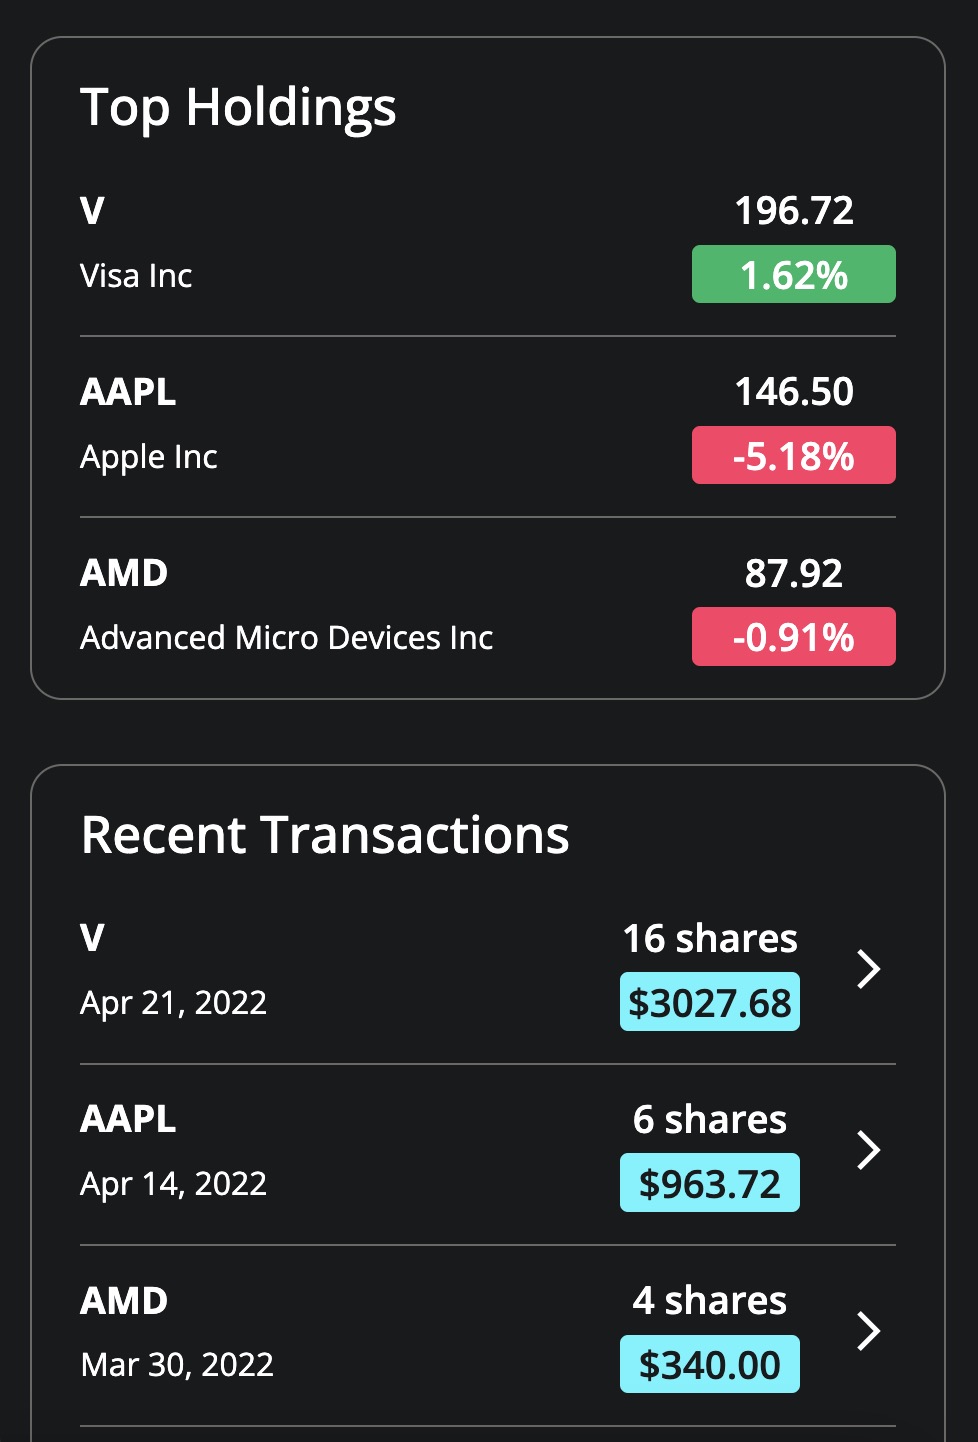 Top Holdings
V
196.72
Visa Inc
1.62%
AAPL
146.50
Apple Inc
-5.18%
AMD
87.92
Advanced Micro Devices Inc
-0.91%
Recent Transactions
V
16 shares
Apr 21, 2022
$3027.68
AAPL
6 shares
Apr 14, 2022
$963.72
AMD
4 shares
Mar 30, 2022
$340.00